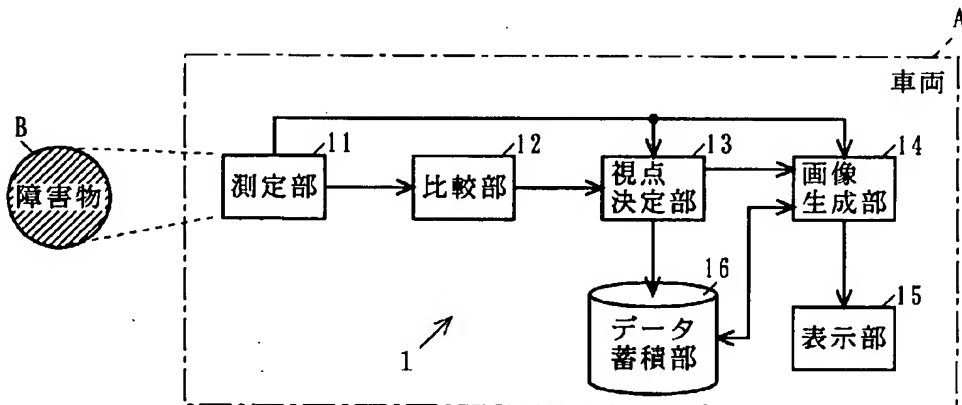 A
車両
B
障害物
11
測定部
12
比較部
13
視点
決定部
14
画像
生成部
16
データ
蓄積部
15
表示部
1